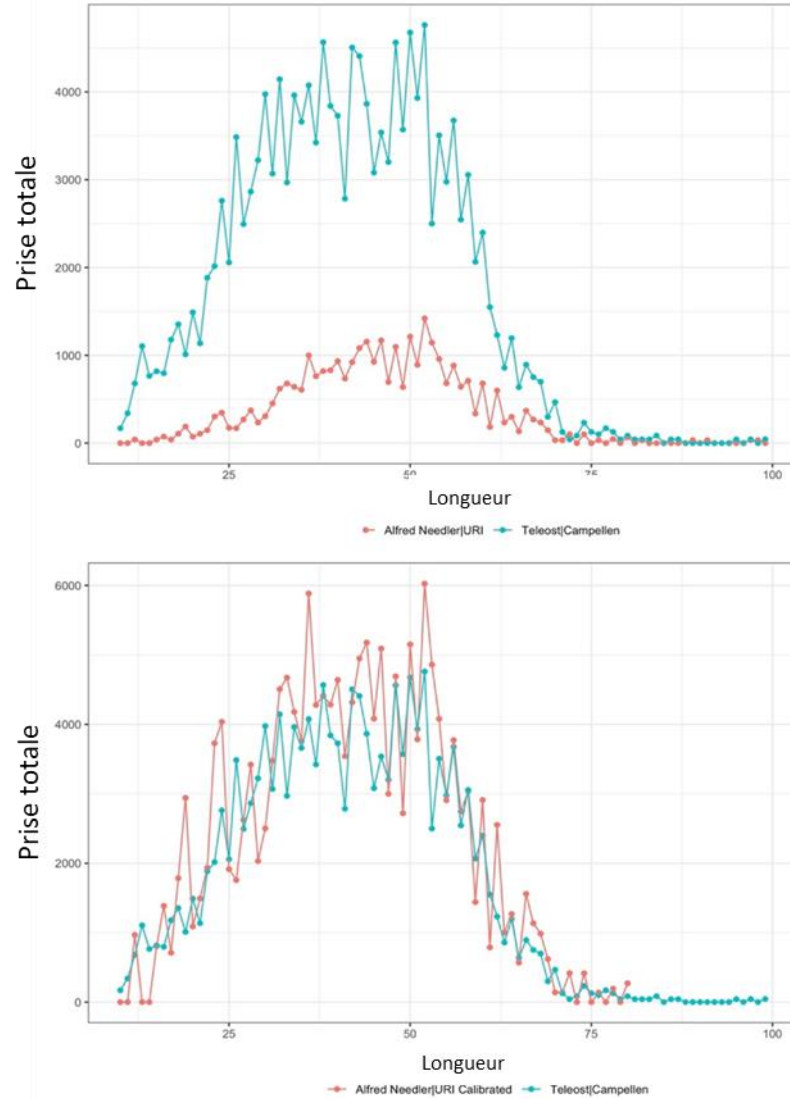 4000
3000
2000
1000
0
Prise totale
25
50
75
100
Longueur
Alfred Needler|URI
Teleost|Campellen
6000
4000
2000
0
Prise totale
25
50
75
100
Longueur
Alfred Needler|URI Calibrated
Teleost|Campellen